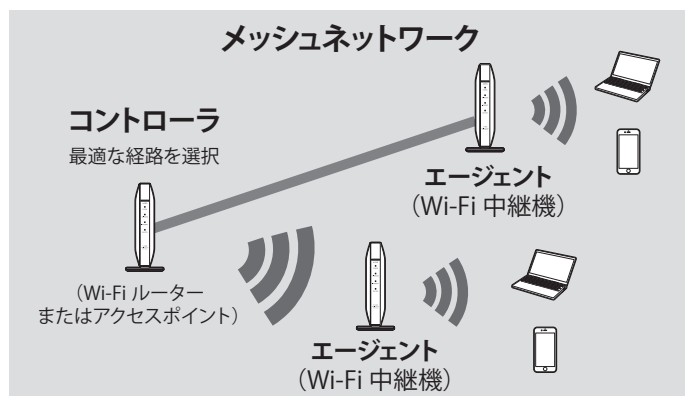 メッシュネットワーク
コントローラ
最適な経路を選択
エージェント
（Wi-Fi 中継機）
（Wi-Fi ルーター
またはアクセスポイント）
エージェント
（Wi-Fi 中継機）